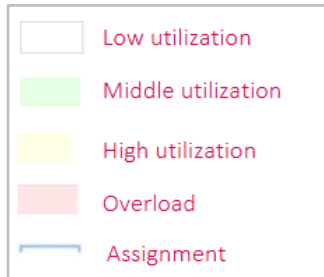 Low utilization
Middle utilization
High utilization
Overload
Assignment